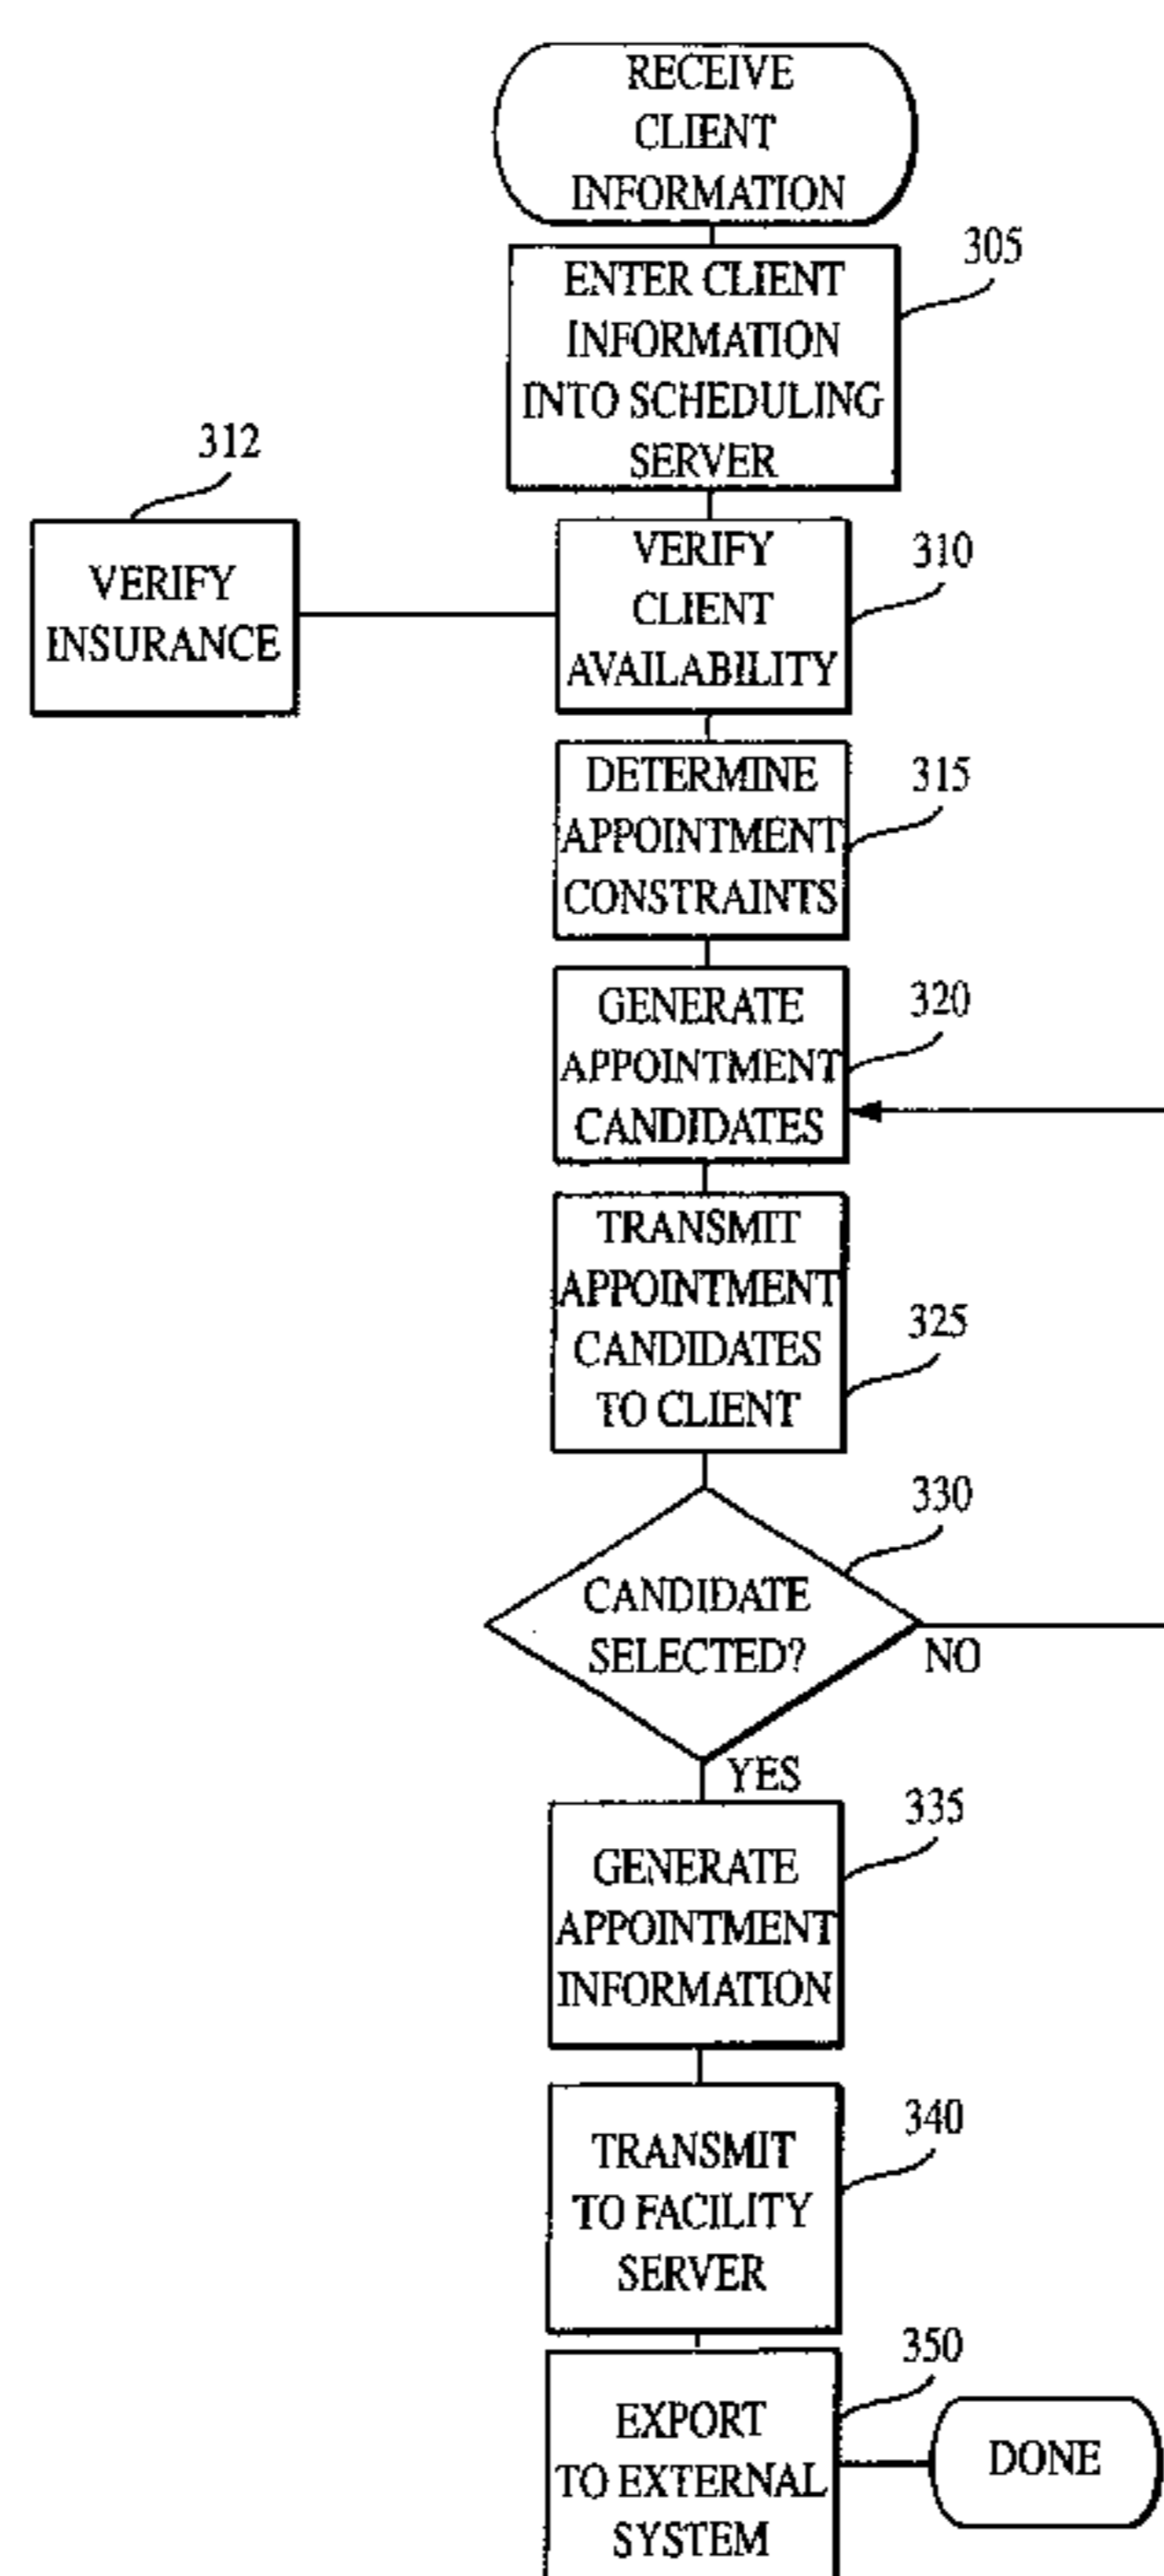 RECEIVE
CLIENT
INFORMATION
305
ENTER CLIENT
INFORMATION
INTO SCHEDULING
SERVER
312
VERIFY
INSURANCE
310
VERIFY
CLIENT
AVAILABILITY
315
DETERMINE
APPOINTMENT
CONSTRAINTS
320
GENERATE
APPOINTMENT
CANDIDATES
TRANSMIT
APPOINTMENT
CANDIDATES
TO CLIENT
325
330
CANDIDATE
SELECTED?
NO
YES
335
GENERATE
APPOINTMENT
INFORMATION
340
TRANSMIT
TO FACILITY
SERVER
350
EXPORT
TO EXTERNAL
SYSTEM
DONE